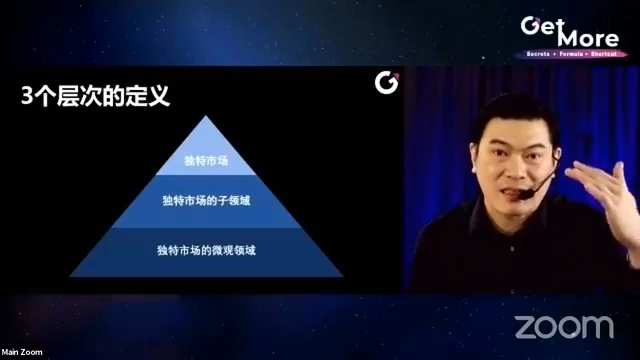 Get
More
Secrets • Formula • Shortcut
3个层次的定义
独特市场
独特市场的子领域
独特市场的微观领域
zoom
Main Zoom